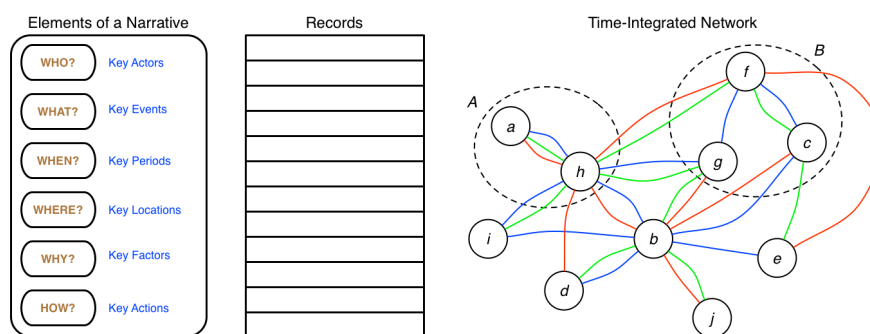 Elements of a Narrative
WHO? Key Actors
WHAT? Key Events
WHEN? Key Periods
WHERE? Key Locations
WHY? Key Factors
HOW? Key Actions
Records
Time-Integrated Network
A
B
f
a
c
h
g
i
b
e
d
j